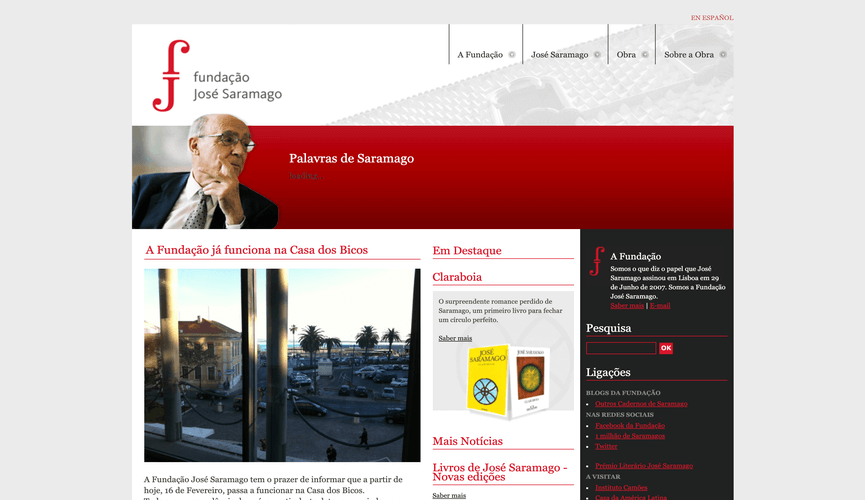 EN ESPAÑOL
fundação
José Saramago
A Fundação
José Saramago
Obra
Sobre a Obra
Palavras de Saramago
A Fundação já funciona na Casa dos Bicos
A Fundação José Saramago tem o prazer de informar que a partir de
hoje, 16 de Fevereiro, passa a funcionar na Casa dos Bicos.
Em Destaque
Claraboia
O surpreendente romance perdido de
Saramago, um primeiro livro para fechar
um círculo perfeito.
Saber mais
JOSÉ
SARAMAGO
JOSÉ
SARAMAGO
Mais Notícias
Livros de José Saramago -
Novas edições
Saber mais
A Fundação
Somos o que diz o papel que José
Saramago assinou em Lisboa em 29
de Junho de 2007. Somos a Fundação
José Saramago.
Saber mais | E-mail
Pesquisa
OK
Ligações
BLOGS DA FUNDAÇÃO
Outros Cadernos de Saramago
NAS REDES SOCIAIS
Facebook da Fundação
1 milhão de Saramagos
Twitter
Prémio Literário José Saramago
A VISITAR
Instituto Camões
Casa da América Latina